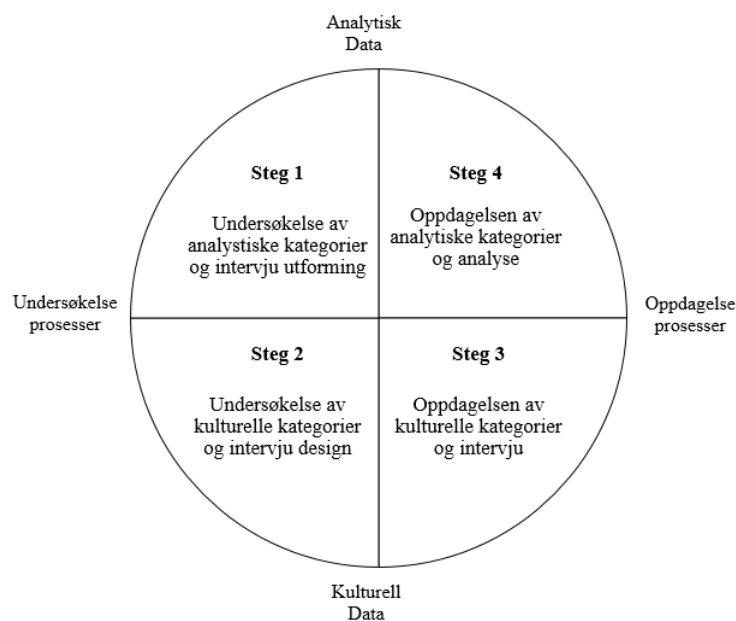 Analytisk
Data
Steg 1
Undersøkelse av
analystiske kategorier
og intervju utforming
Steg 4
Oppdagelsen av
analytiske kategorier
og analyse
Undersøkelse
prosesser
Oppdagelse
prosesser
Steg 2
Undersøkelse av
kulturelle kategorier
og intervju design
Steg 3
Oppdagelsen av
kulturelle kategorier
og intervju
Kulturell
Data